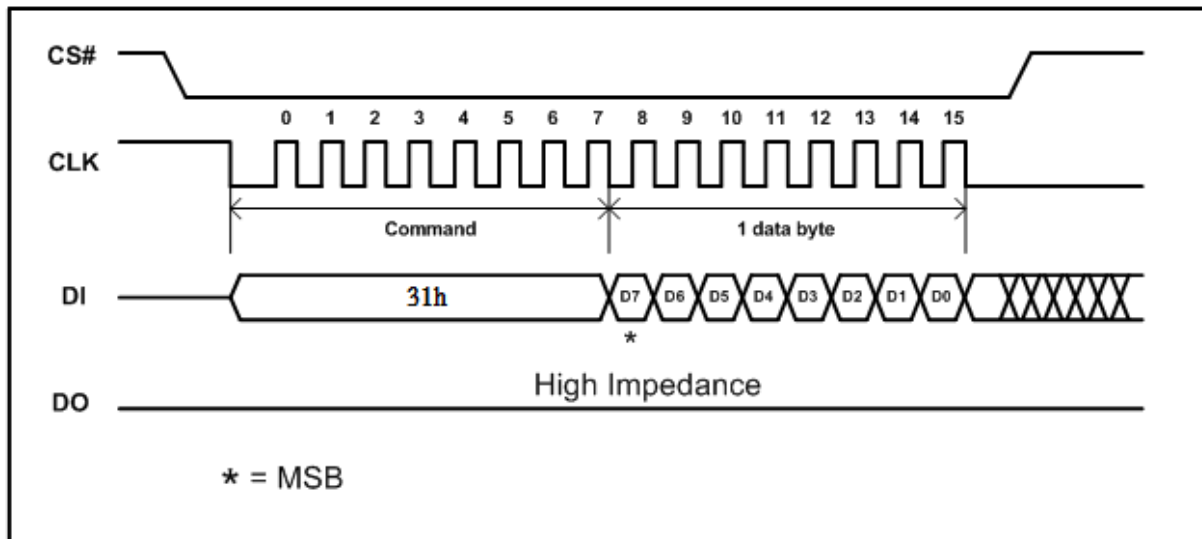 CS#
0 1 2 3 4 5 6 7 8 9 10 11 12 13 14 15
CLK
Command 1 data byte
DI 31h D7 D6 D5 D4 D3 D2 D1 D0
*
High Impedance
DO
* = MSB